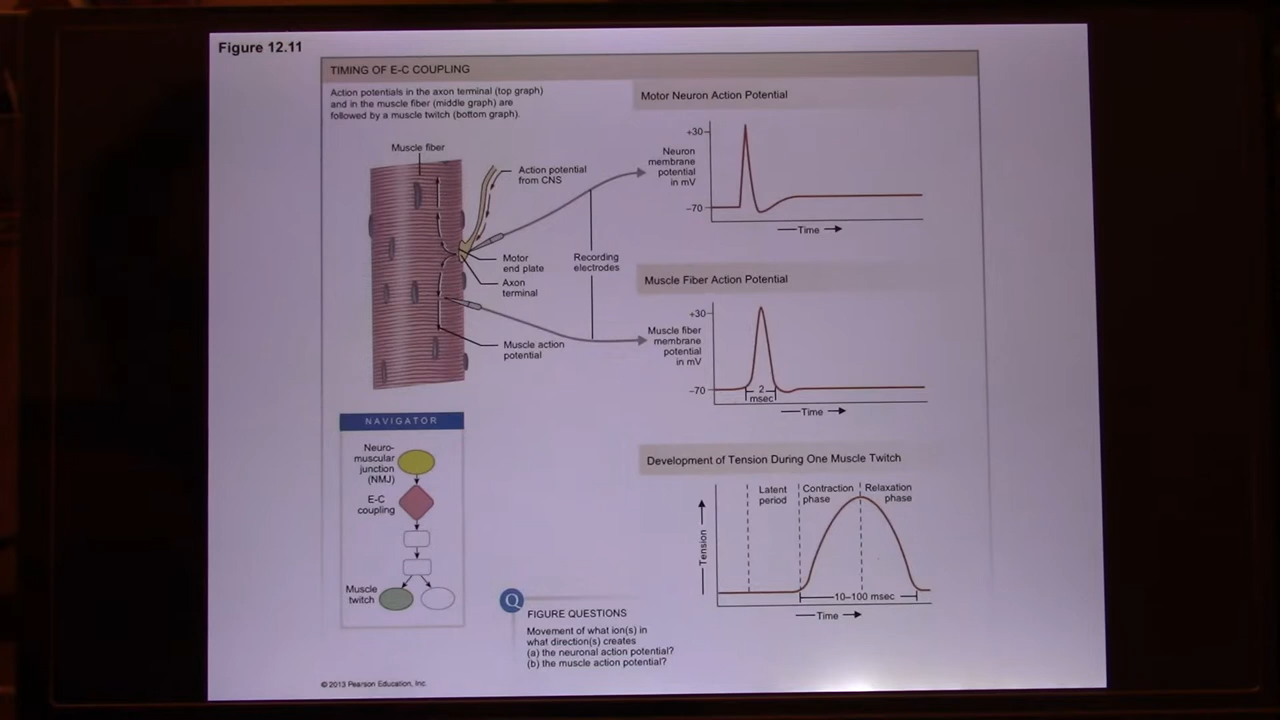 Figure 12.11
TIMING OF E-C COUPLING
Action potentials in the axon terminal (top graph)
and in the muscle fiber (middle graph) are
followed by a muscle twitch (bottom graph).
Muscle fiber
Action potential
from CNS
Motor
end plate
Axon
terminal
Recording
electrodes
Muscle action
potential
Motor Neuron Action Potential
+30
Neuron
membrane
potential
in mV
–70
Time
Muscle Fiber Action Potential
+30
Muscle fiber
membrane
potential
in mV
–70
2
msec
Time
NAVIGATOR
Neuro-
muscular
junction
(NMJ)
E-C
coupling
Muscle
twitch
Development of Tension During One Muscle Twitch
Latent
period
Contraction
phase
Relaxation
phase
Tension
10–100 msec
Time
Q
FIGURE QUESTIONS
Movement of what ion(s) in
what direction(s) creates
(a) the neuronal action potential?
(b) the muscle action potential?
© 2013 Pearson Education, Inc.